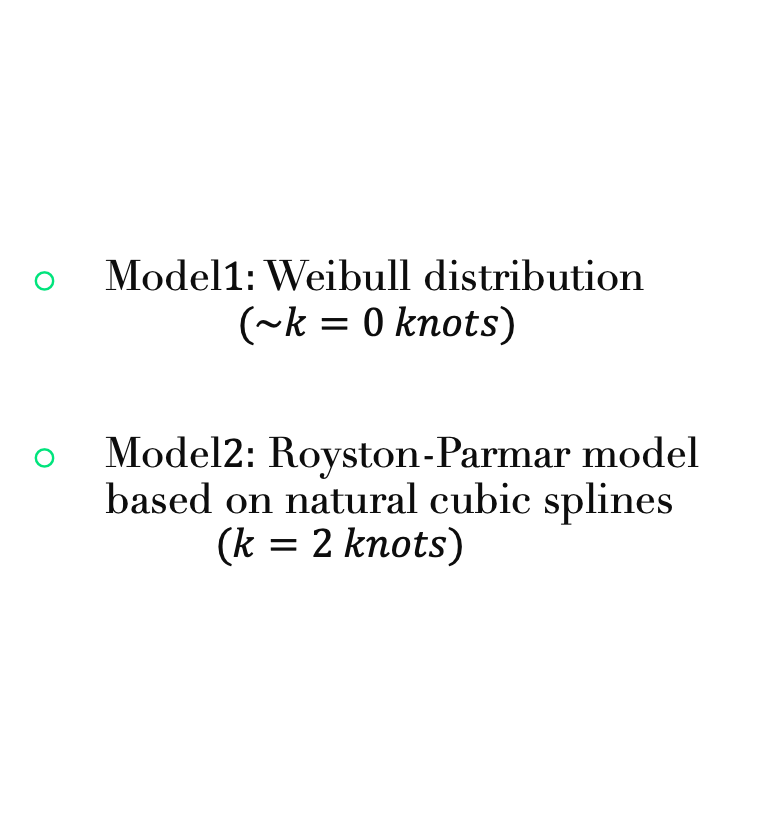 Model1: Weibull distribution
(~k = 0 knots)
Model2: Royston-Parmar model
based on natural cubic splines
(k = 2 knots)